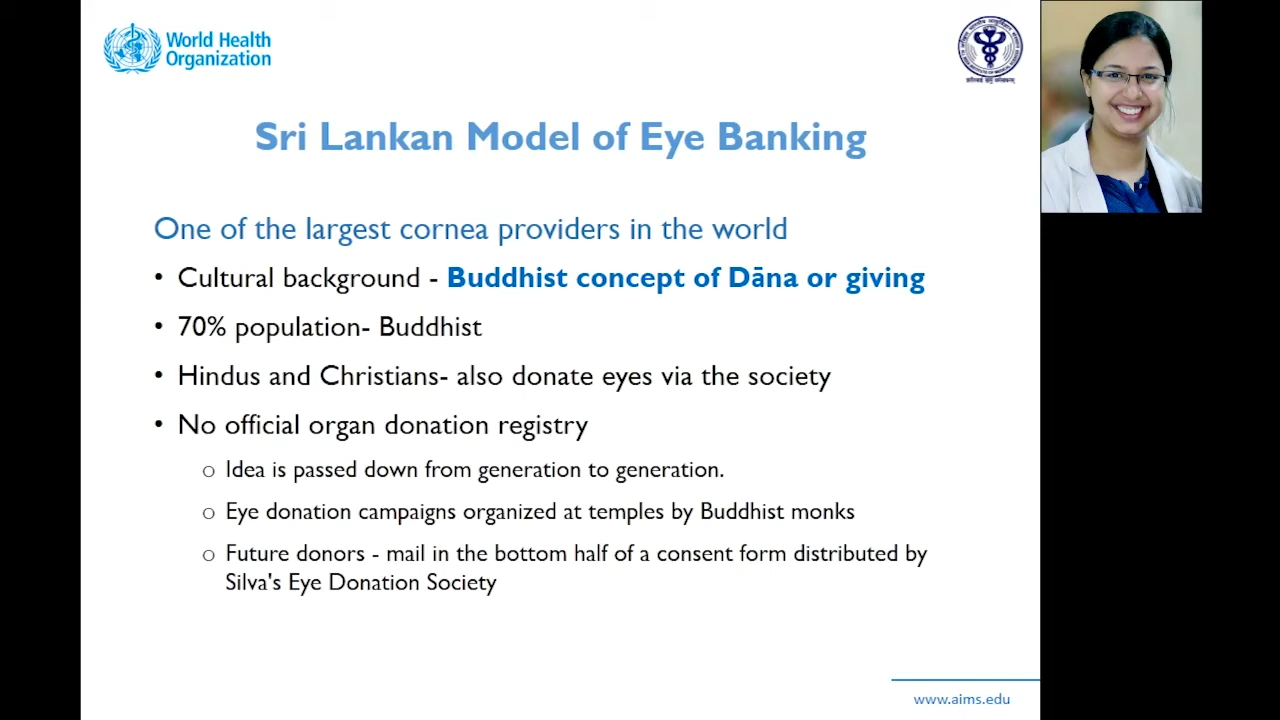 World Health
Organization
Sri Lankan Model of Eye Banking
One of the largest cornea providers in the world
• Cultural background - Buddhist concept of Dāna or giving
• 70% population- Buddhist
• Hindus and Christians- also donate eyes via the society
• No official organ donation registry
o Idea is passed down from generation to generation.
o Eye donation campaigns organized at temples by Buddhist monks
o Future donors - mail in the bottom half of a consent form distributed by
Silva's Eye Donation Society
www.aims.edu